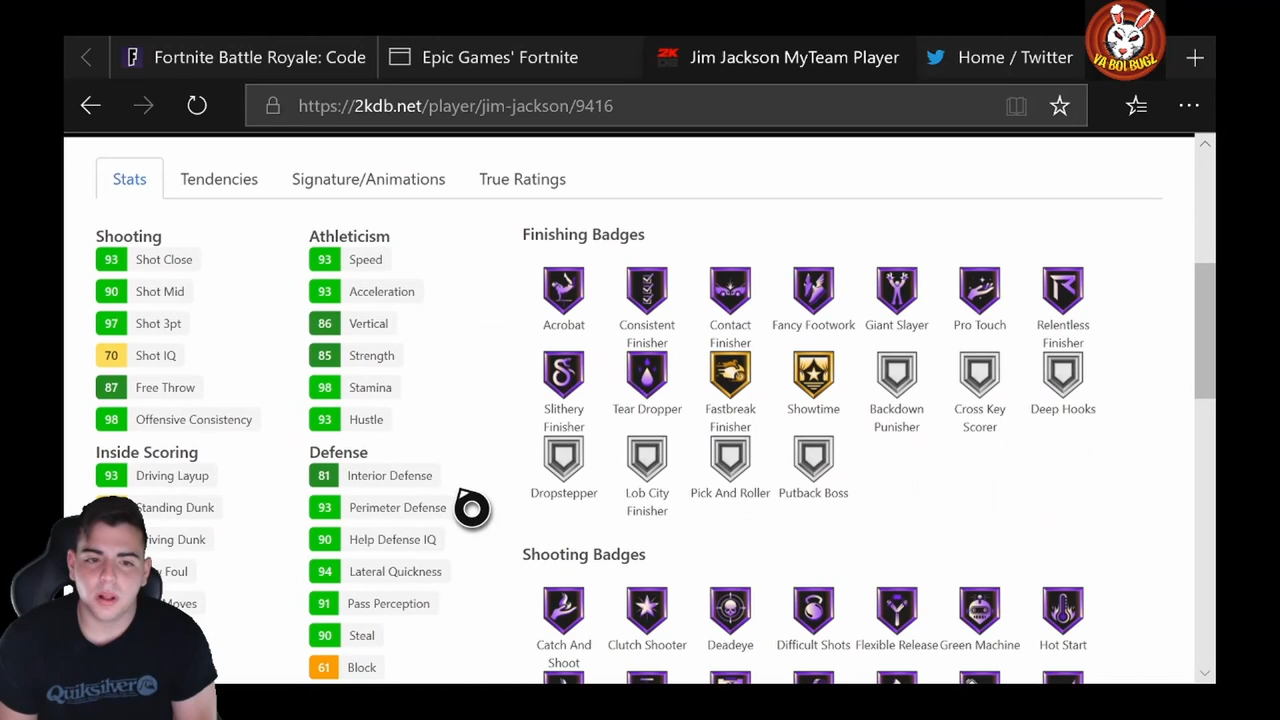 Fortnite Battle Royale: Code
Epic Games' Fortnite
2K
DB
Jim Jackson MyTeam Player
Home / Twitter
YA BOI BUGZ
https://2kdb.net/player/jim-jackson/9416
Stats
Tendencies
Signature/Animations
True Ratings
Shooting
93 Shot Close
90 Shot Mid
97 Shot 3pt
70 Shot IQ
87 Free Throw
98 Offensive Consistency
Inside Scoring
93 Driving Layup
Standing Dunk
iving Dunk
Foul
Moves
Athleticism
93 Speed
93 Acceleration
86 Vertical
85 Strength
98 Stamina
93 Hustle
Defense
81 Interior Defense
93 Perimeter Defense
90 Help Defense IQ
94 Lateral Quickness
91 Pass Perception
90 Steal
61 Block
Finishing Badges
Acrobat
Consistent
Finisher
Contact
Finisher
Fancy Footwork
Giant Slayer
Pro Touch
Relentless
Finisher
Slithery
Finisher
Tear Dropper
Fastbreak
Finisher
Showtime
Backdown
Punisher
Cross Key
Scorer
Deep Hooks
Dropstepper
Lob City
Finisher
Pick And Roller
Putback Boss
Shooting Badges
Catch And
Shoot
Clutch Shooter
Deadeye
Difficult Shots
Flexible Release
Green Machine
Hot Start
Quiksilver